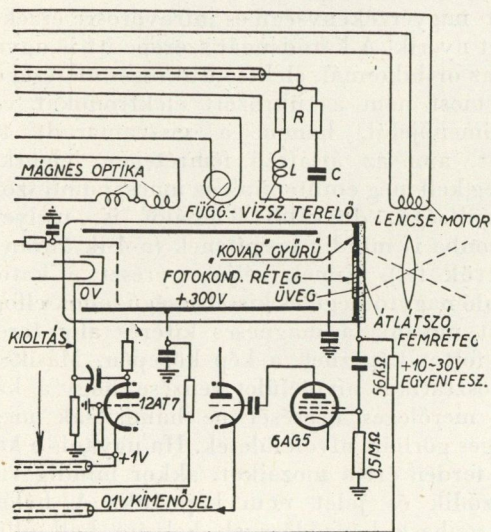 R
L
C
MÁGNES OPTIKA
FÜGG.-VÍZSZ. TERELŐ
LENCSE MOTOR
"KOVAR" GYŰRŰ
FOTOKOND. RÉTEG
ÜVEG
0V
+300V
ÁTLÁTSZÓ
FÉMRÉTEG
KIOLTÁS
12AT7
6AG5
56kΩ
+10~30V
EGYENFESZ.
0,5MΩ
+1V
0,1V KIMENŐJEL